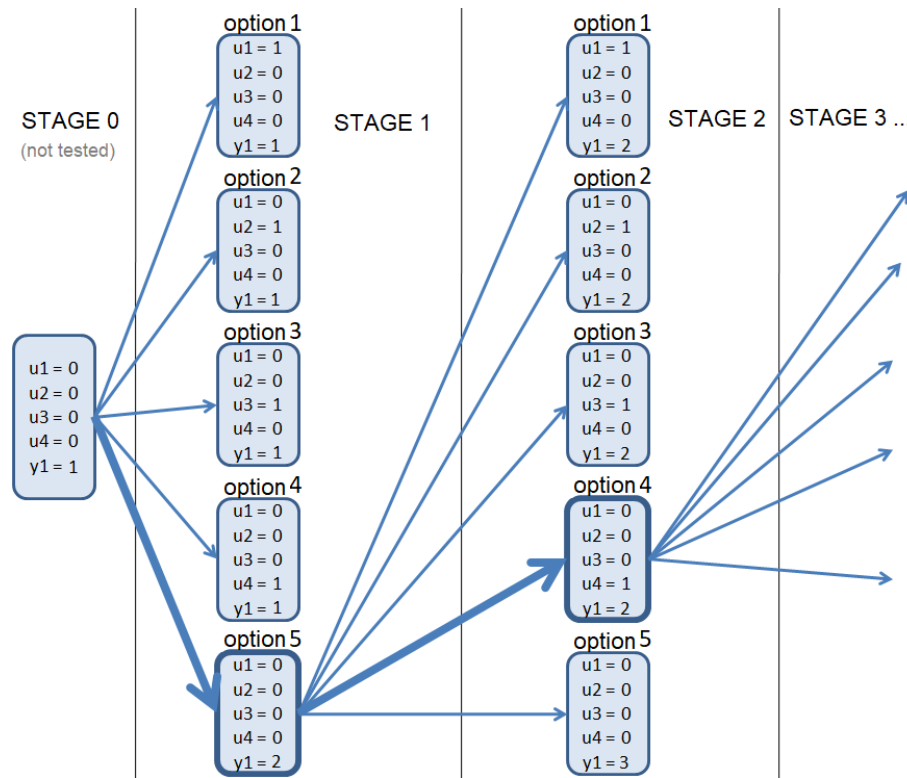 STAGE 0
(not tested)
u1 = 0
u2 = 0
u3 = 0
u4 = 0
y1 = 1
STAGE 1
option 1
u1 = 1
u2 = 0
u3 = 0
u4 = 0
y1 = 1
option 2
u1 = 0
u2 = 1
u3 = 0
u4 = 0
y1 = 1
option 3
u1 = 0
u2 = 0
u3 = 1
u4 = 0
y1 = 1
option 4
u1 = 0
u2 = 0
u3 = 0
u4 = 1
y1 = 1
option 5
u1 = 0
u2 = 0
u3 = 0
u4 = 0
y1 = 2
STAGE 2
option 1
u1 = 1
u2 = 0
u3 = 0
u4 = 0
y1 = 2
option 2
u1 = 0
u2 = 1
u3 = 0
u4 = 0
y1 = 2
option 3
u1 = 0
u2 = 0
u3 = 1
u4 = 0
y1 = 2
option 4
u1 = 0
u2 = 0
u3 = 0
u4 = 1
y1 = 2
option 5
u1 = 0
u2 = 0
u3 = 0
u4 = 0
y1 = 3
STAGE 3 ...